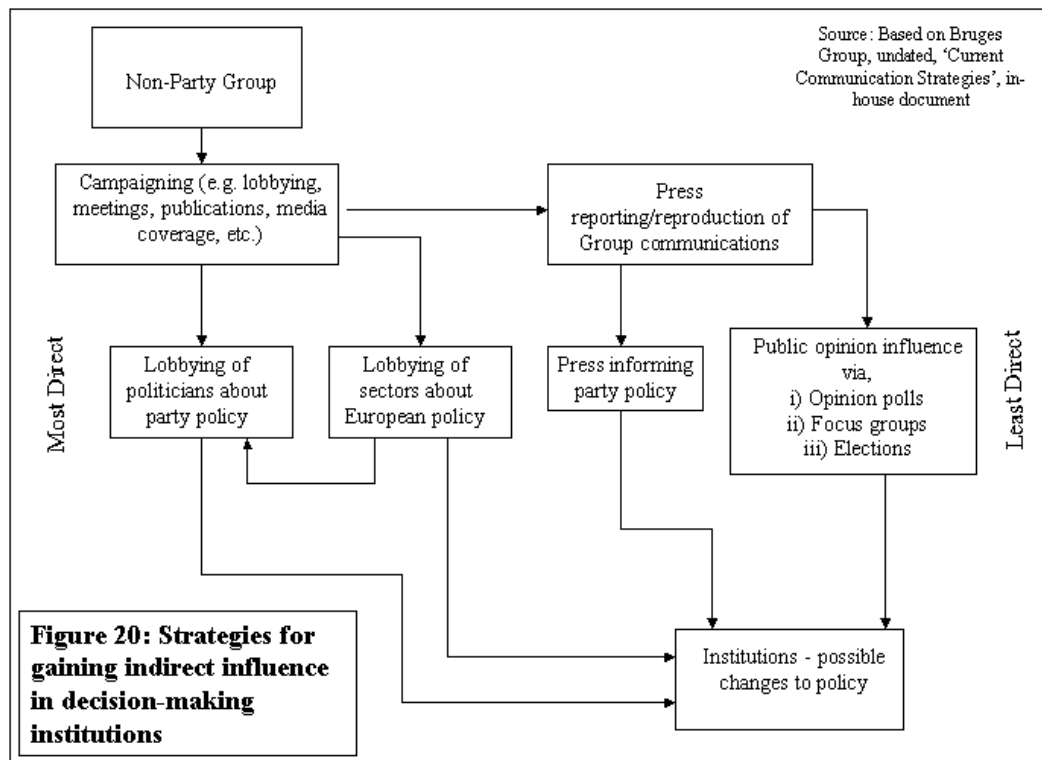 Source: Based on Bruges
Group, undated, ‘Current
Communication Strategies’, in-
house document
Non-Party Group
Campaigning (e.g. lobbying,
meetings, publications, media
coverage, etc.)
Press
reporting/reproduction of
Group communications
Most Direct
Lobbying of
politicians about
party policy
Lobbying of
sectors about
European policy
Press informing
party policy
Public opinion influence
via,
i) Opinion polls
ii) Focus groups
iii) Elections
Least Direct
Figure 20: Strategies for
gaining indirect influence
in decision-making
institutions
Institutions - possible
changes to policy